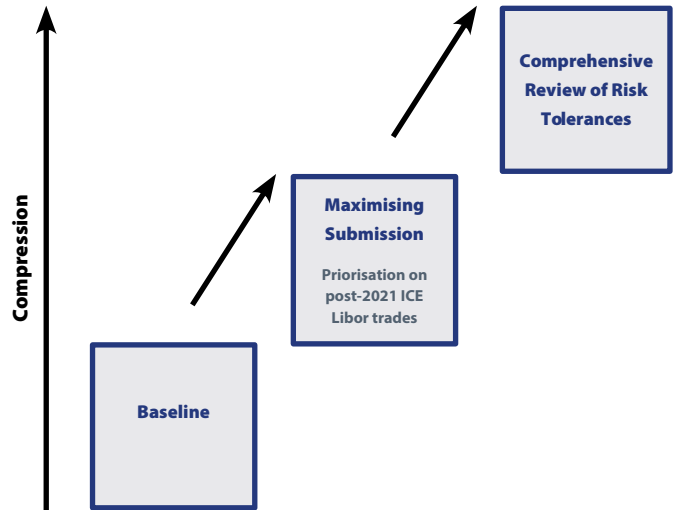 Compression
Baseline
Maximising
Submission
Priorisation on
post-2021 ICE
Libor trades
Comprehensive
Review of Risk
Tolerances